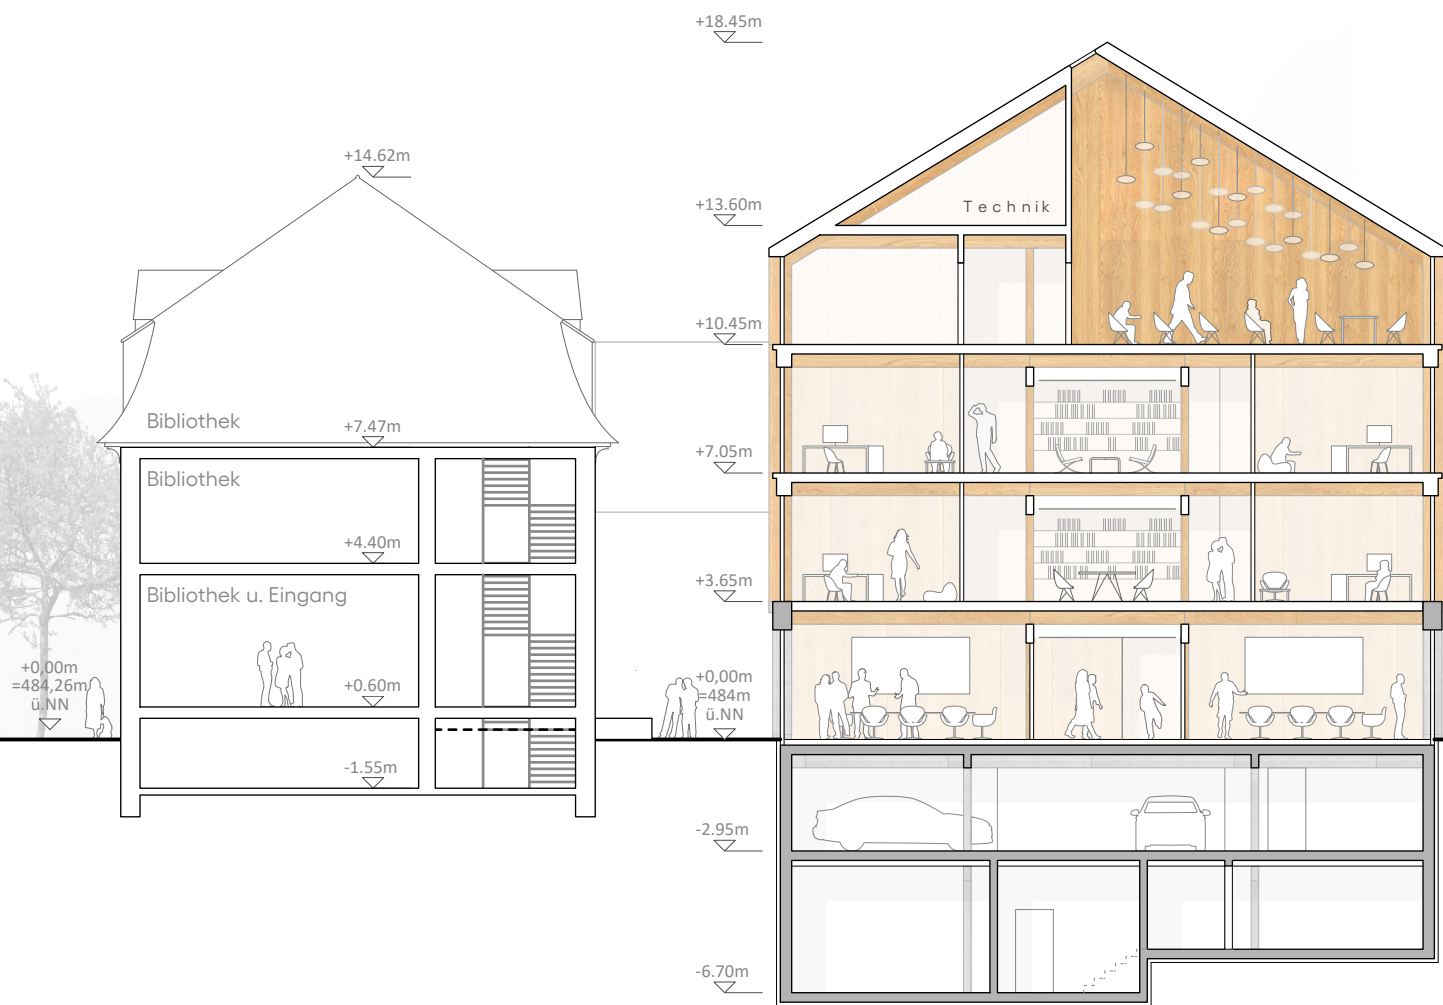 +18.45m
+14.62m
+13.60m
Technik
+10.45m
Bibliothek
+7.47m
+7.05m
Bibliothek
+4.40m
+3.65m
Bibliothek u. Eingang
+0,00m
=484,26m
ü.NN
+0.60m
+0,00m
=484m
ü.NN
-1.55m
-2.95m
-6.70m